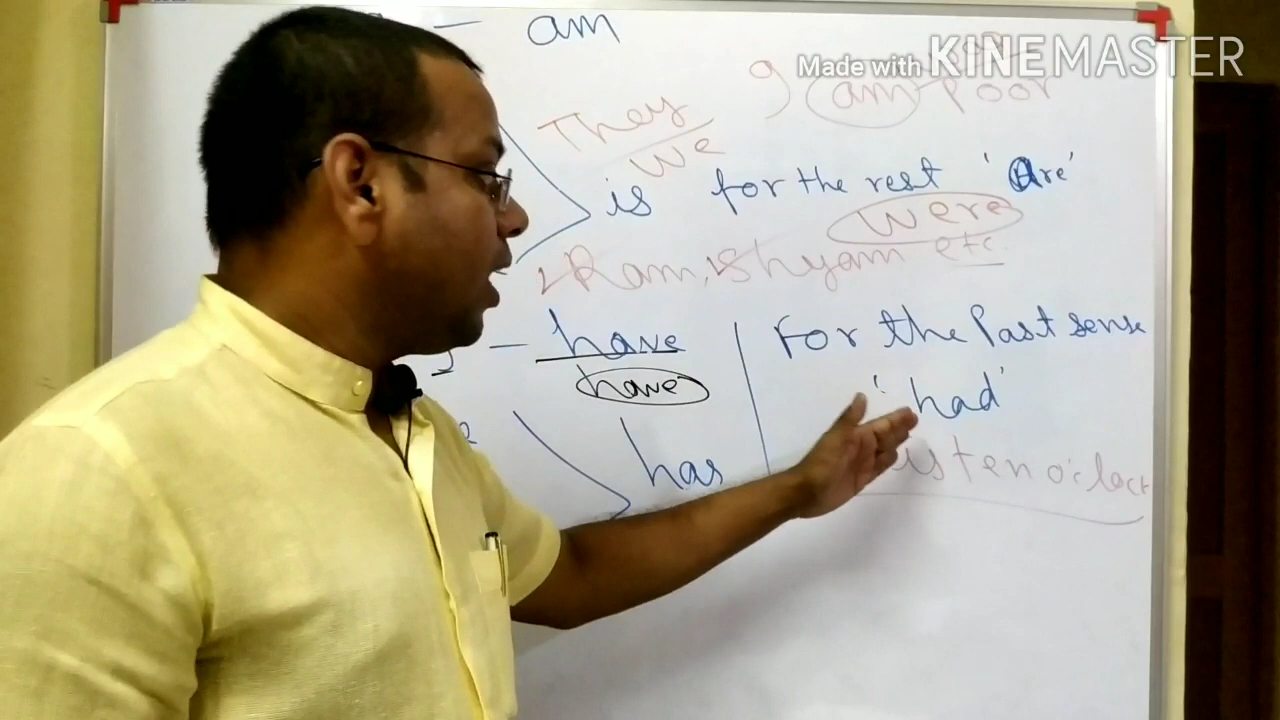 — am
Made with KINEMASTER
They
We
am poor
is for the rest 'Are'
were
Ram, Shyam etc
— have
have
has
For the Past sense
'had'
is ten o'clock